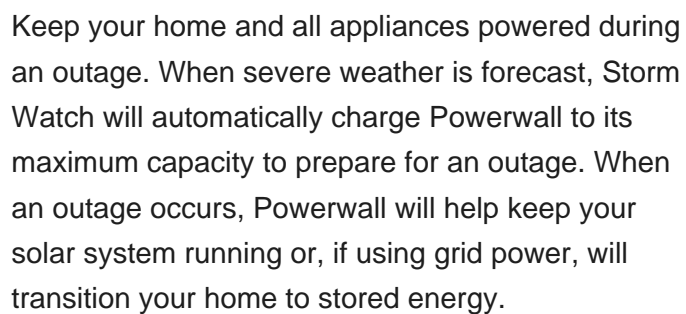 Keep your home and all appliances powered during
an outage. When severe weather is forecast, Storm
Watch will automatically charge Powerwall to its
maximum capacity to prepare for an outage. When
an outage occurs, Powerwall will help keep your
solar system running or, if using grid power, will
transition your home to stored energy.